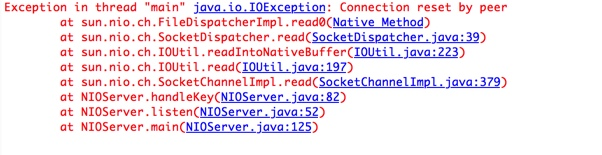 Exception in thread "main" java.io.IOException: Connection reset by peer
at sun.nio.ch.FileDispatcherImpl.read0(Native Method)
at sun.nio.ch.SocketDispatcher.read(SocketDispatcher.java:39)
at sun.nio.ch.IOUtil.readIntoNativeBuffer(IOUtil.java:223)
at sun.nio.ch.IOUtil.read(IOUtil.java:197)
at sun.nio.ch.SocketChannelImpl.read(SocketChannelImpl.java:379)
at NIOServer.handleKey(NIOServer.java:82)
at NIOServer.listen(NIOServer.java:52)
at NIOServer.main(NIOServer.java:125)